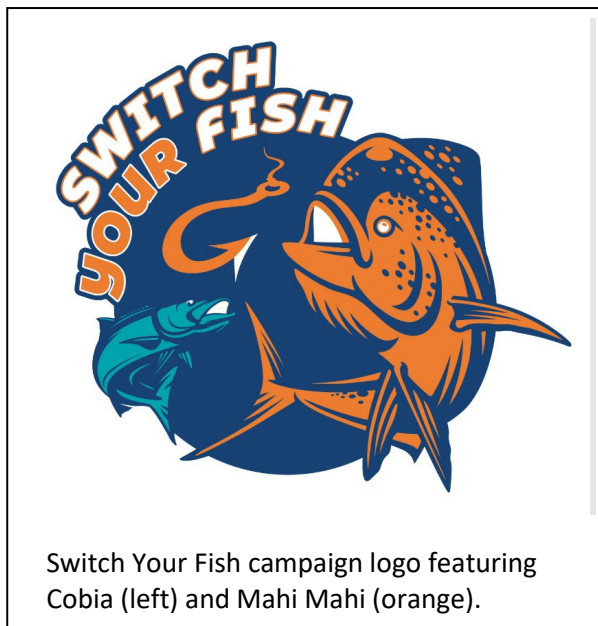 SWITCH
YOUR FISH
Switch Your Fish campaign logo featuring
Cobia (left) and Mahi Mahi (orange).